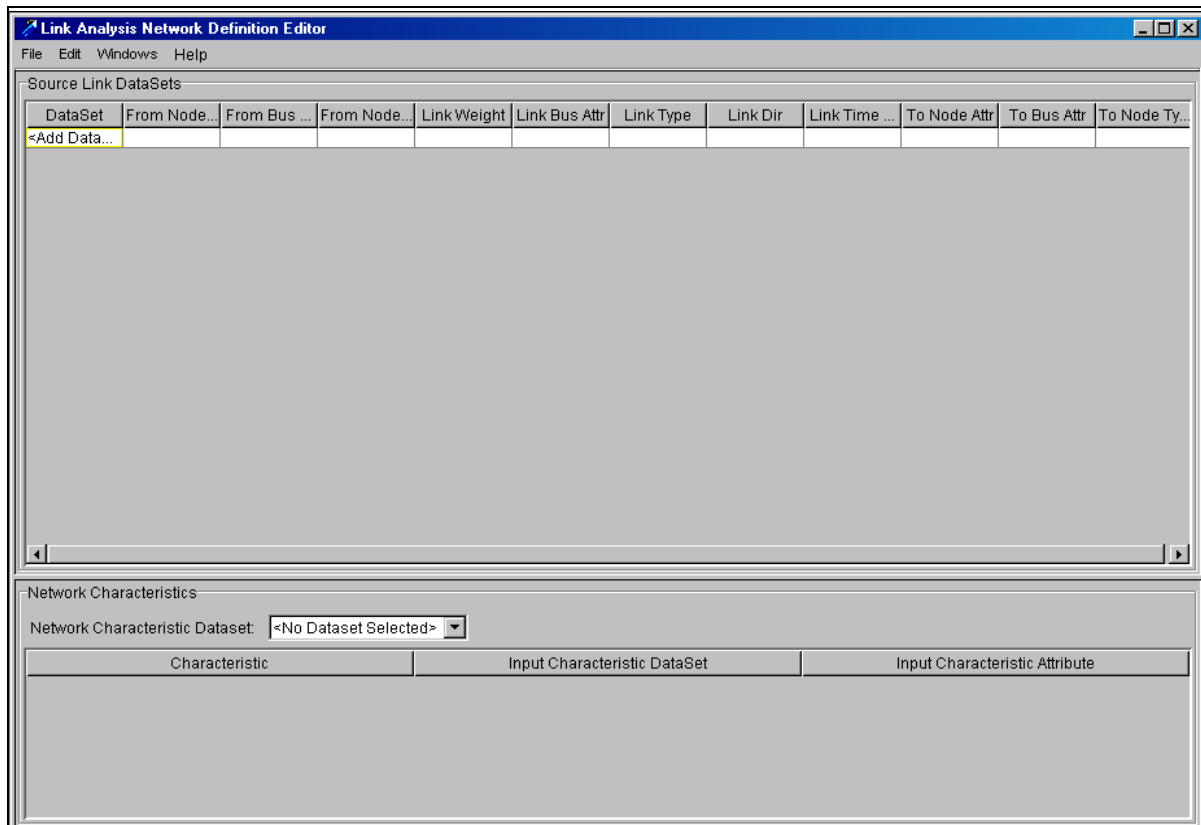 Link Analysis Network Definition Editor
File Edit Windows Help
Source Link DataSets
DataSet From Node... From Bus ... From Node... Link Weight Link Bus Attr Link Type Link Dir Link Time ... To Node Attr To Bus Attr To Node Ty...
<Add Data...
Network Characteristics
Network Characteristic Dataset: <No Dataset Selected>
Characteristic Input Characteristic DataSet Input Characteristic Attribute